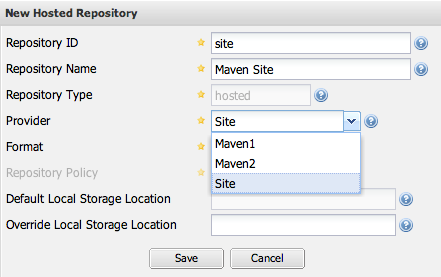 New Hosted Repository
Repository ID site
Repository Name Maven Site
Repository Type hosted
Provider Site
Maven1
Format
Maven2
Repository Policy
Site
Default Local Storage Location
Override Local Storage Location
Save Cancel